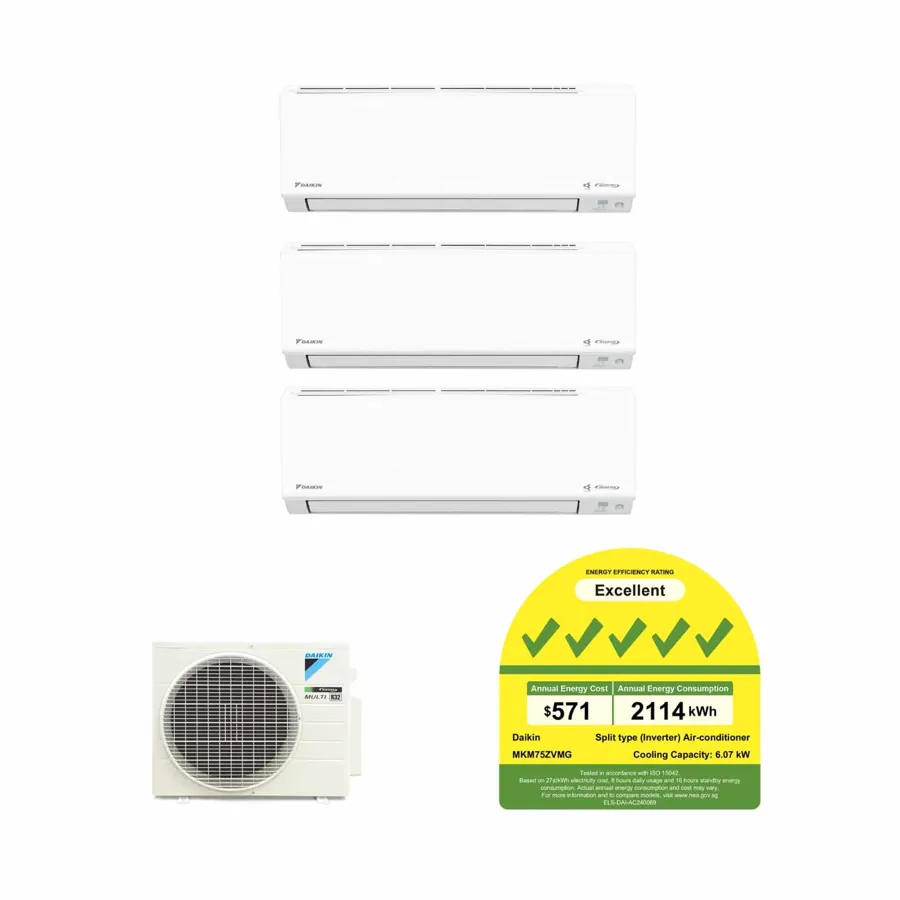 DAIKIN
DAIKIN
DAIKIN
DAIKIN
MULTI R32
ENERGY EFFICIENCY RATING
Excellent
Annual Energy Cost Annual Energy Consumption
$571 2114 kWh
Daikin Split type (Inverter) Air-conditioner
MKM75ZVMG Cooling Capacity: 6.07 kW
Tested in accordance with ISO 15042.
Based on 27¢/kWh electricity cost, 8 hours daily usage and 16 hours standby energy
consumption. Actual annual energy consumption and cost may vary.
For more information and to compare models, visit www.nea.gov.sg
ELS-DAI-AC240069